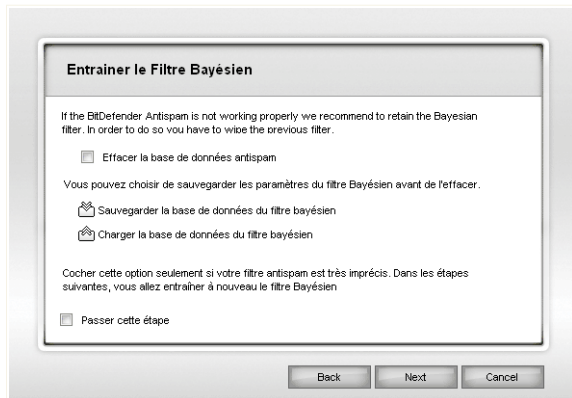 Entrainer le Filtre Bayésien
If the BitDefender Antispam is not working properly we recommend to retain the Bayesian
filter. In order to do so you have to wipe the previous filter.
Effacer la base de données antispam
Vous pouvez choisir de sauvegarder les paramètres du filtre Bayésien avant de l'effacer.
Sauvegarder la base de données du filtre bayésien
Charger la base de données du filtre bayésien
Cocher cette option seulement si votre filtre antispam est très imprécis. Dans les étapes
suivantes, vous allez entraîner à nouveau le filtre Bayésien
Passer cette étape
Back
Next
Cancel